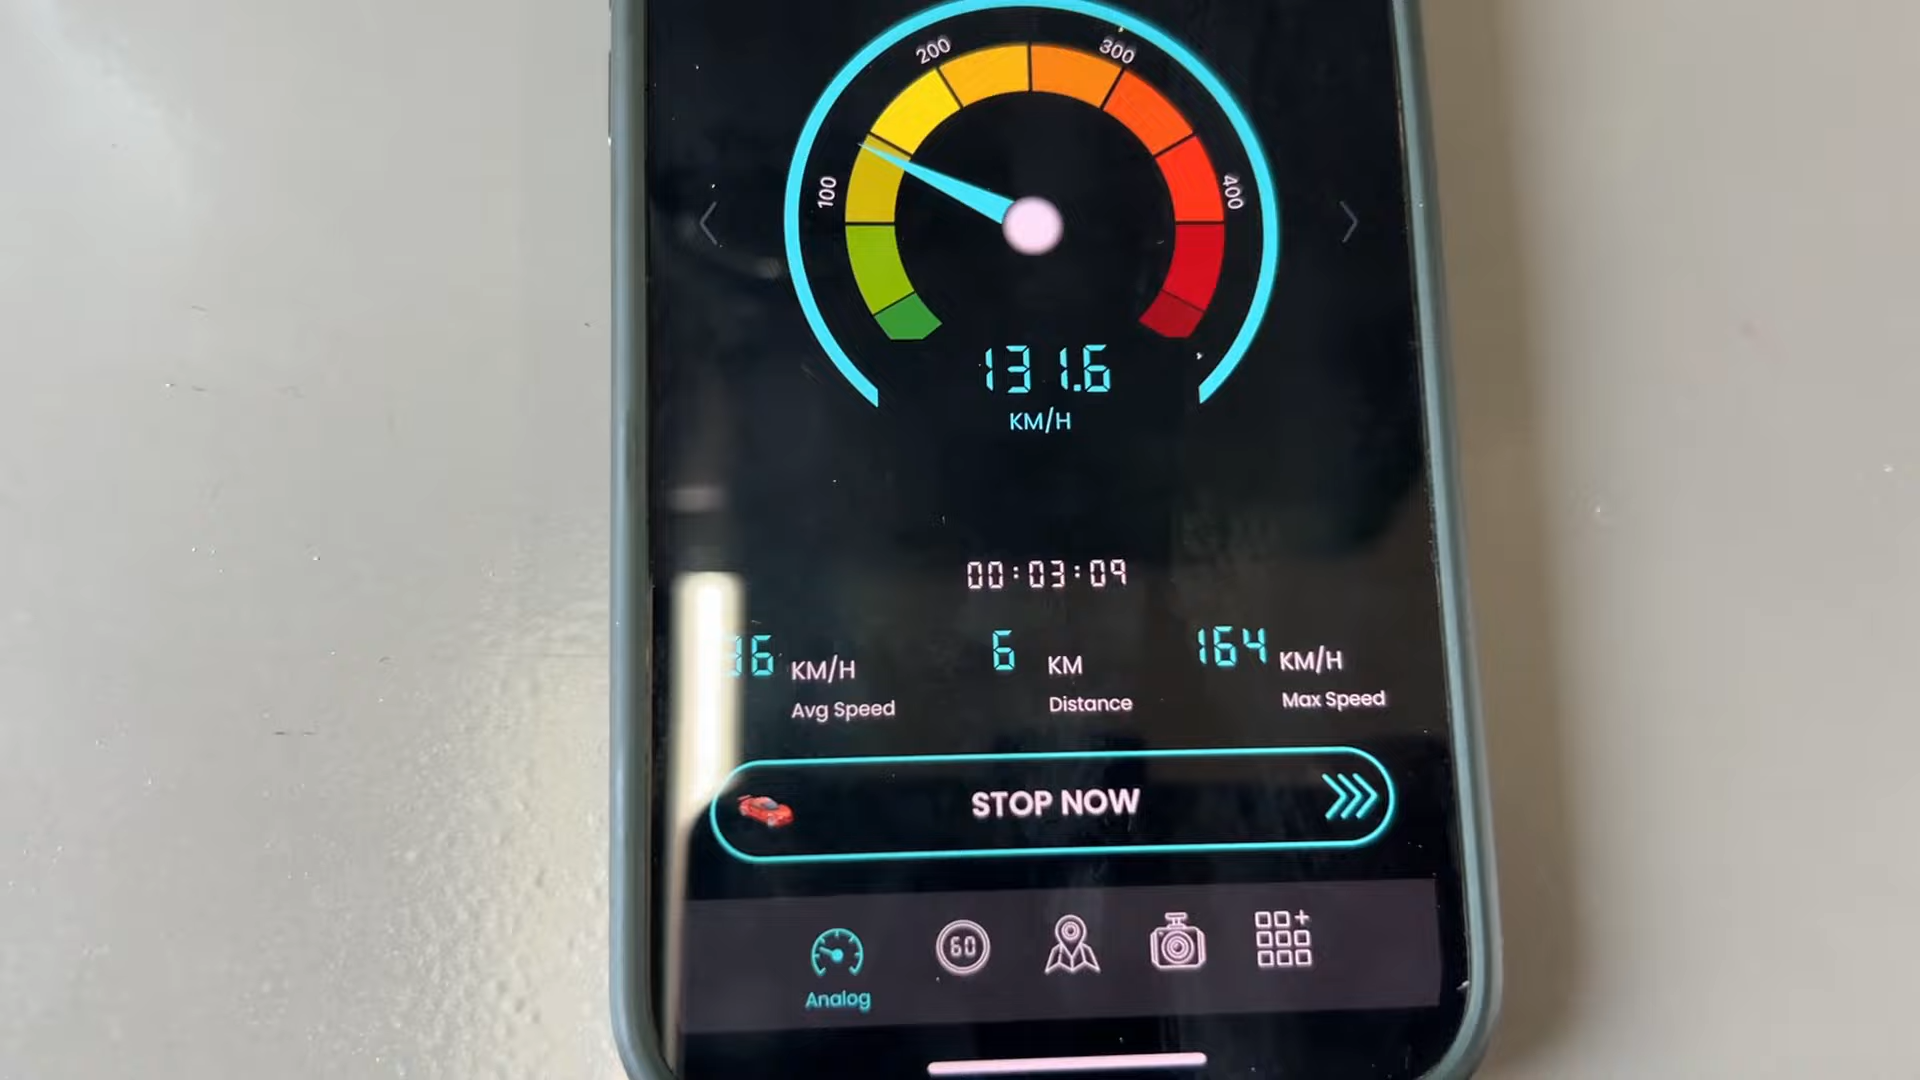 200 300
100 400
131.6
KM/H
00:03:09
KM/H 6 KM 164 KM/H
Avg Speed Distance Max Speed
STOP NOW
60
Analog